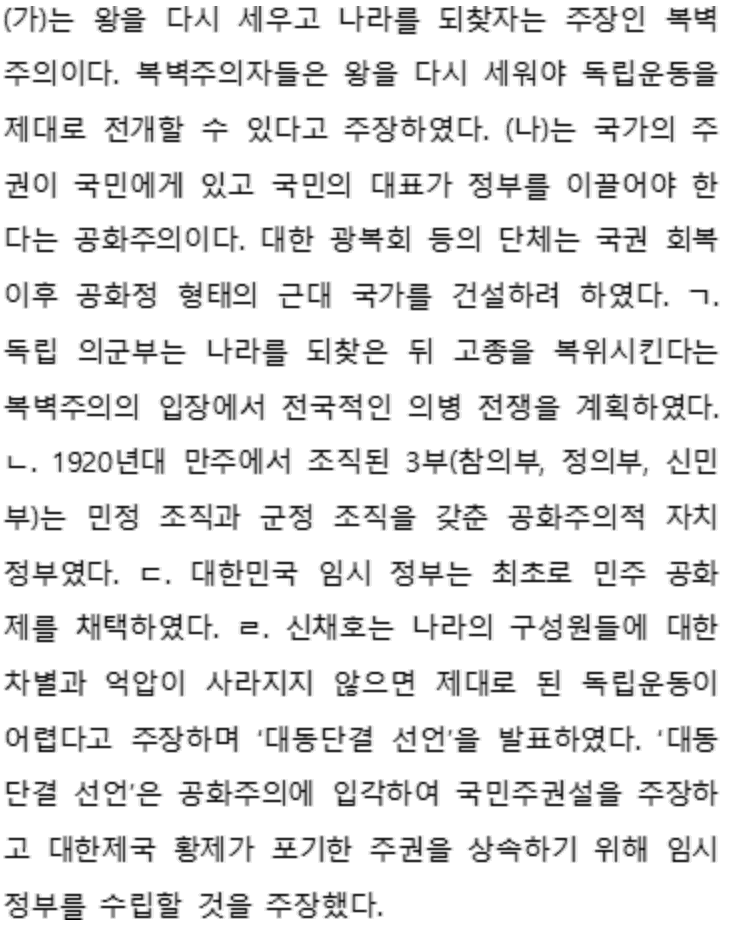 (가)는 왕을 다시 세우고 나라를 되찾자는 주장인 복벽
주의이다. 복벽주의자들은 왕을 다시 세워야 독립운동을
제대로 전개할 수 있다고 주장하였다. (나)는 국가의 주
권이 국민에게 있고 국민의 대표가 정부를 이끌어야 한
다는 공화주의이다. 대한 광복회 등의 단체는 국권 회복
이후 공화정 형태의 근대 국가를 건설하려 하였다. ㄱ.
독립 의군부는 나라를 되찾은 뒤 고종을 복위시킨다는
복벽주의의 입장에서 전국적인 의병 전쟁을 계획하였다.
ㄴ. 1920년대 만주에서 조직된 3부(참의부, 정의부, 신민
부)는 민정 조직과 군정 조직을 갖춘 공화주의적 자치
정부였다. ㄷ. 대한민국 임시 정부는 최초로 민주 공화
제를 채택하였다. ㄹ. 신채호는 나라의 구성원들에 대한
차별과 억압이 사라지지 않으면 제대로 된 독립운동이
어렵다고 주장하며 '대동단결 선언'을 발표하였다. '대동
단결 선언'은 공화주의에 입각하여 국민주권설을 주장하
고 대한제국 황제가 포기한 주권을 상속하기 위해 임시
정부를 수립할 것을 주장했다.